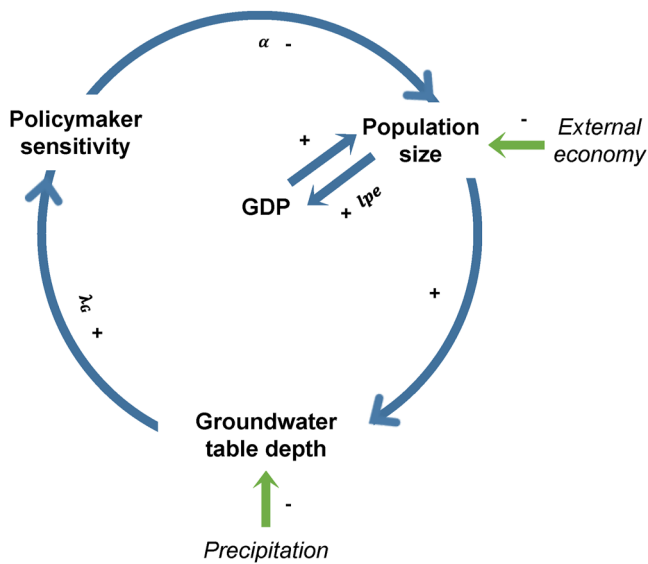 α -
Policymaker
sensitivity
Population
size
-
External
economy
+
GDP
+ lpe
+
λG
+
Groundwater
table depth
-
Precipitation